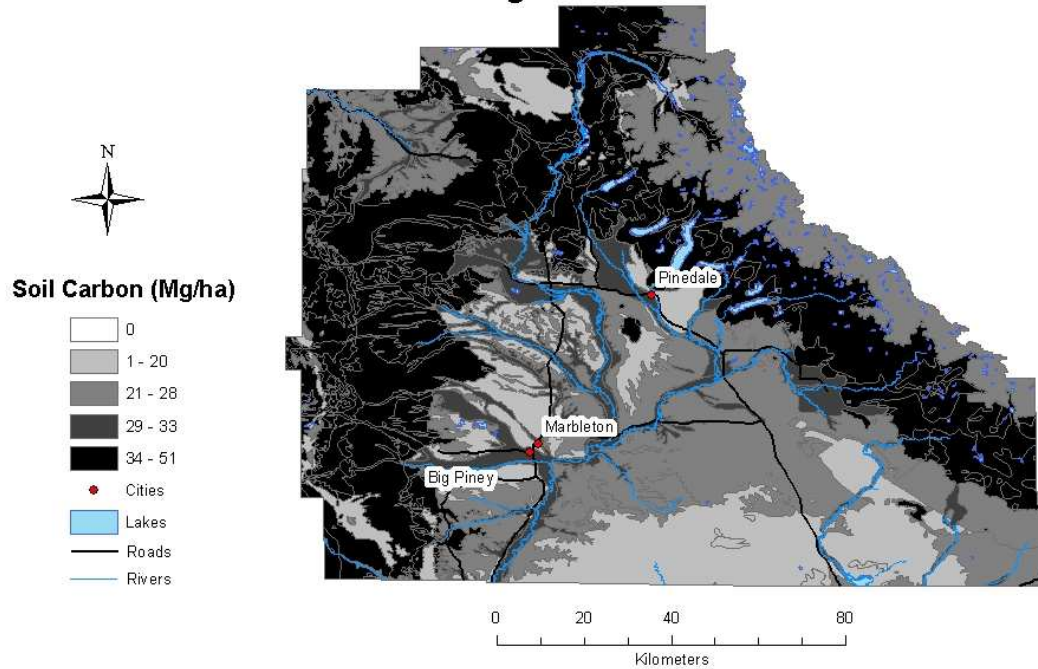 N
Soil Carbon (Mg/ha)
0
1 - 20
21 - 28
29 - 33
34 - 51
Cities
Lakes
Roads
Rivers
Pinedale
Marbleton
Big Piney
0 20 40 80
Kilometers